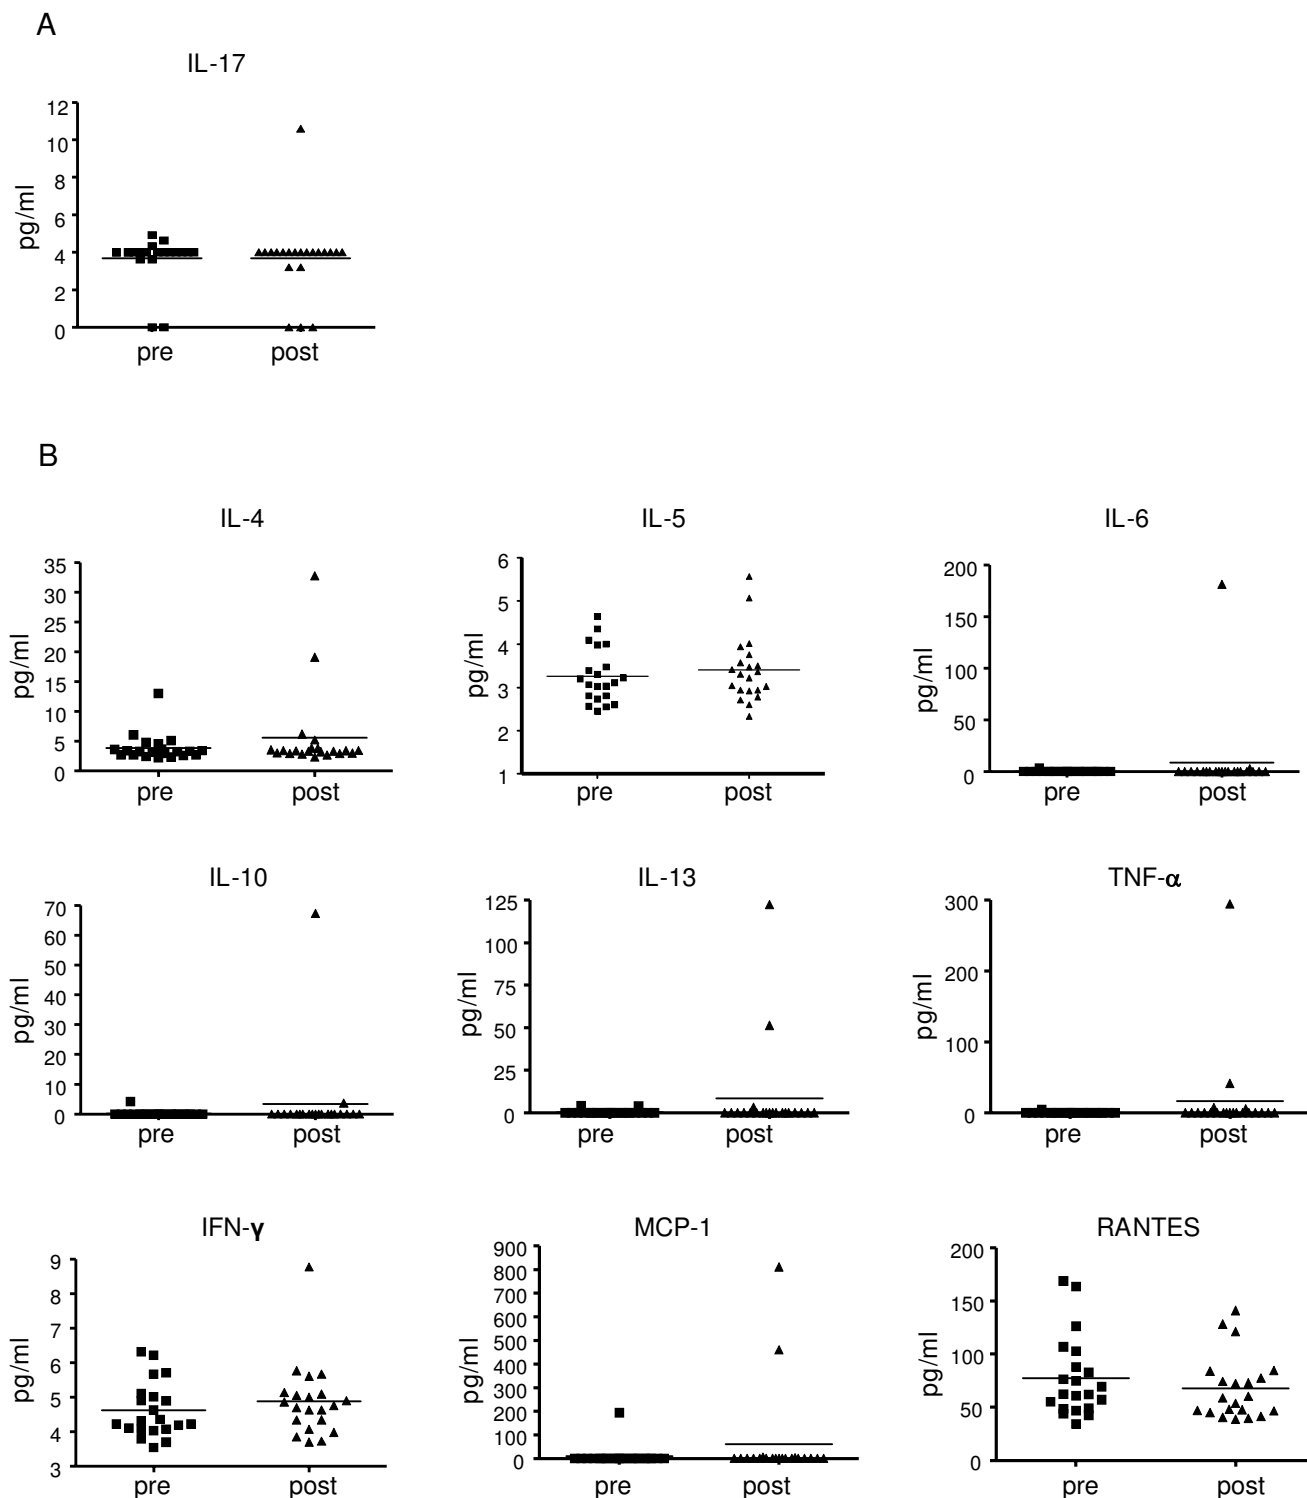 A
IL-17
12
10
8
6
4
2
0
pg/ml
pre post
B
IL-4 IL-5 IL-6
35
30
25
20
15
10
5
0
pg/ml
pre post
6
5
4
3
2
1
pg/ml
pre post
200
150
100
50
0
pg/ml
pre post
IL-10 IL-13 TNF-α
70
60
50
40
30
20
10
0
pg/ml
pre post
125
100
75
50
25
0
pg/ml
pre post
300
200
100
0
pg/ml
pre post
IFN-γ MCP-1 RANTES
9
8
7
6
5
4
3
pg/ml
pre post
900
800
700
600
500
400
300
200
100
0
pg/ml
pre post
200
150
100
50
0
pg/ml
pre post